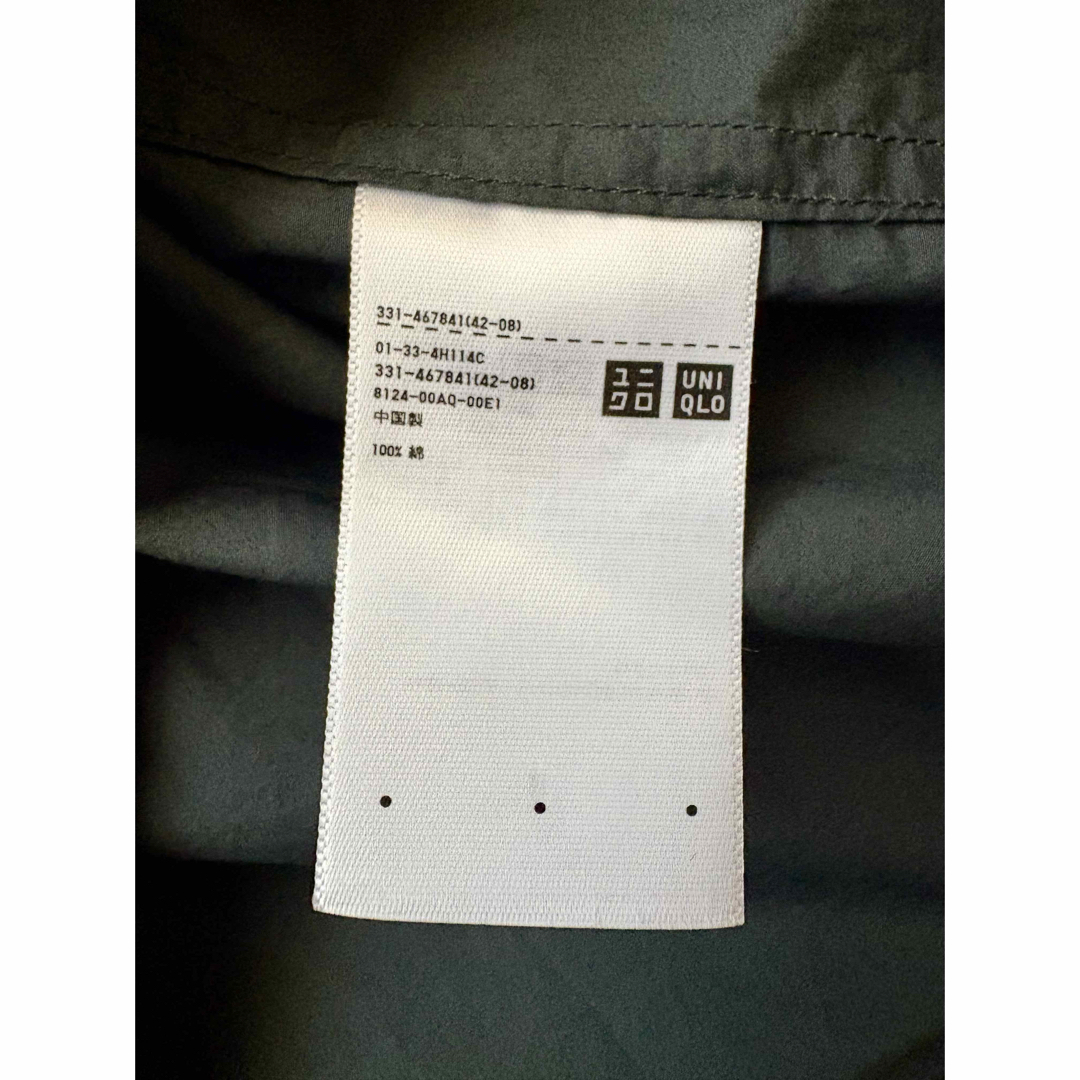 331-467841(42-08)
01-33-4H114C
331-467841(42-08)
8124-00AQ-00E1
中国製
100% 綿
ユニ
クロ
UNI
QLO